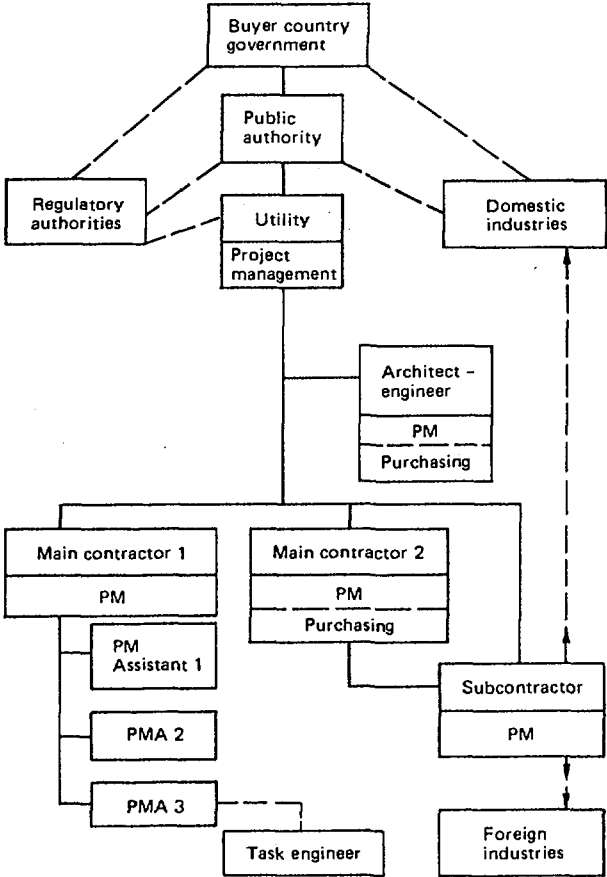 Buyer country
government
Public
authority
Regulatory
authorities
Utility
Project
management
Domestic
industries
Architect –
engineer
PM
Purchasing
Main contractor 1
PM
Main contractor 2
PM
Purchasing
PM
Assistant 1
PMA 2
PMA 3
Task engineer
Subcontractor
PM
Foreign
industries